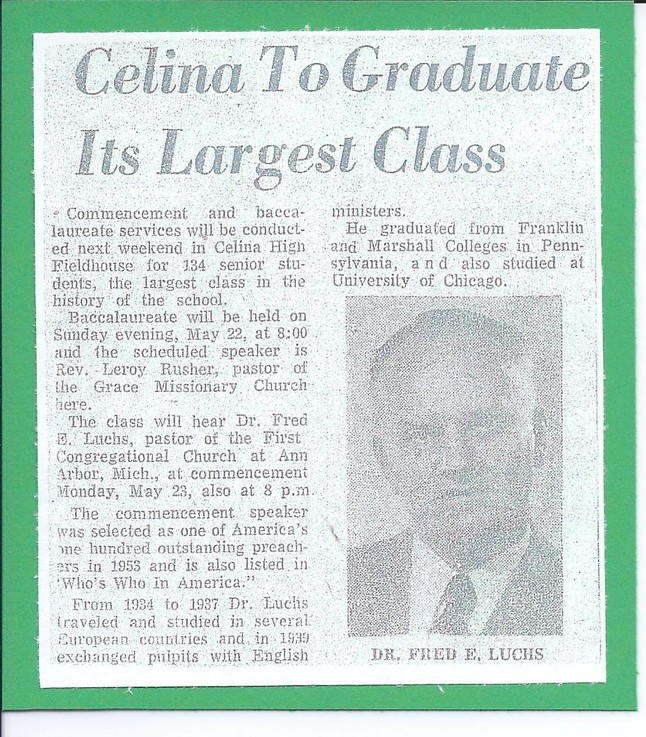 Celina To Graduate
Its Largest Class
Commencement and bacca-
laureate services will be conduct-
ed next weekend in Celina High
Fieldhouse for 134 senior stu-
dents, the largest class in the
history of the school.
Baccalaureate will be held on
Sunday evening, May 22, at 8:00
and the scheduled speaker is
Rev. Leroy Rusher, pastor of
the Grace Missionary Church
here.
The class will hear Dr. Fred
E. Luchs, pastor of the First
Congregational Church at Ann
Arbor, Mich., at commencement
Monday, May 23, also at 8 p.m.
The commencement speaker
was selected as one of America's
one hundred outstanding preach-
ers in 1953 and is also listed in
"Who's Who In America."
From 1934 to 1937 Dr. Luchs
traveled and studied in several
European countries and in 1939
exchanged pulpits with English
ministers.
He graduated from Franklin
and Marshall Colleges in Penn-
sylvania, and also studied at
University of Chicago.
DR. FRED E. LUCHS